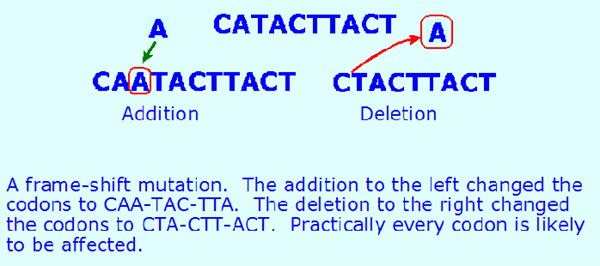 A CATACTTACT A
CAATACTTACT CTACTTACT
Addition Deletion
A frame-shift mutation. The addition to the left changed the
codons to CAA-TAC-TTA. The deletion to the right changed
the codons to CTA-CTT-ACT. Practically every codon is likely
to be affected.